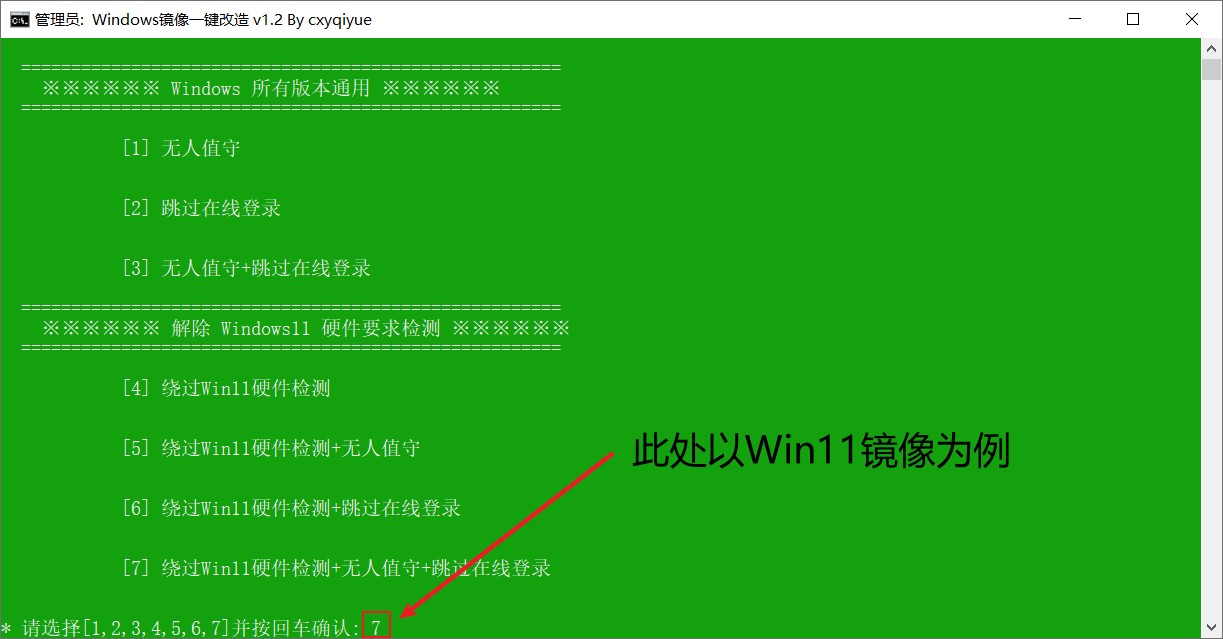 管理员: Windows镜像一键改造 v1.2 By cxyqiyue
======================================================
※※※※※※ Windows 所有版本通用 ※※※※※※
======================================================
[1] 无人值守
[2] 跳过在线登录
[3] 无人值守+跳过在线登录
======================================================
※※※※※※ 解除 Windows11 硬件要求检测 ※※※※※※
======================================================
[4] 绕过Win11硬件检测
[5] 绕过Win11硬件检测+无人值守
此处以Win11镜像为例
[6] 绕过Win11硬件检测+跳过在线登录
[7] 绕过Win11硬件检测+无人值守+跳过在线登录
* 请选择[1,2,3,4,5,6,7]并按回车确认: 7